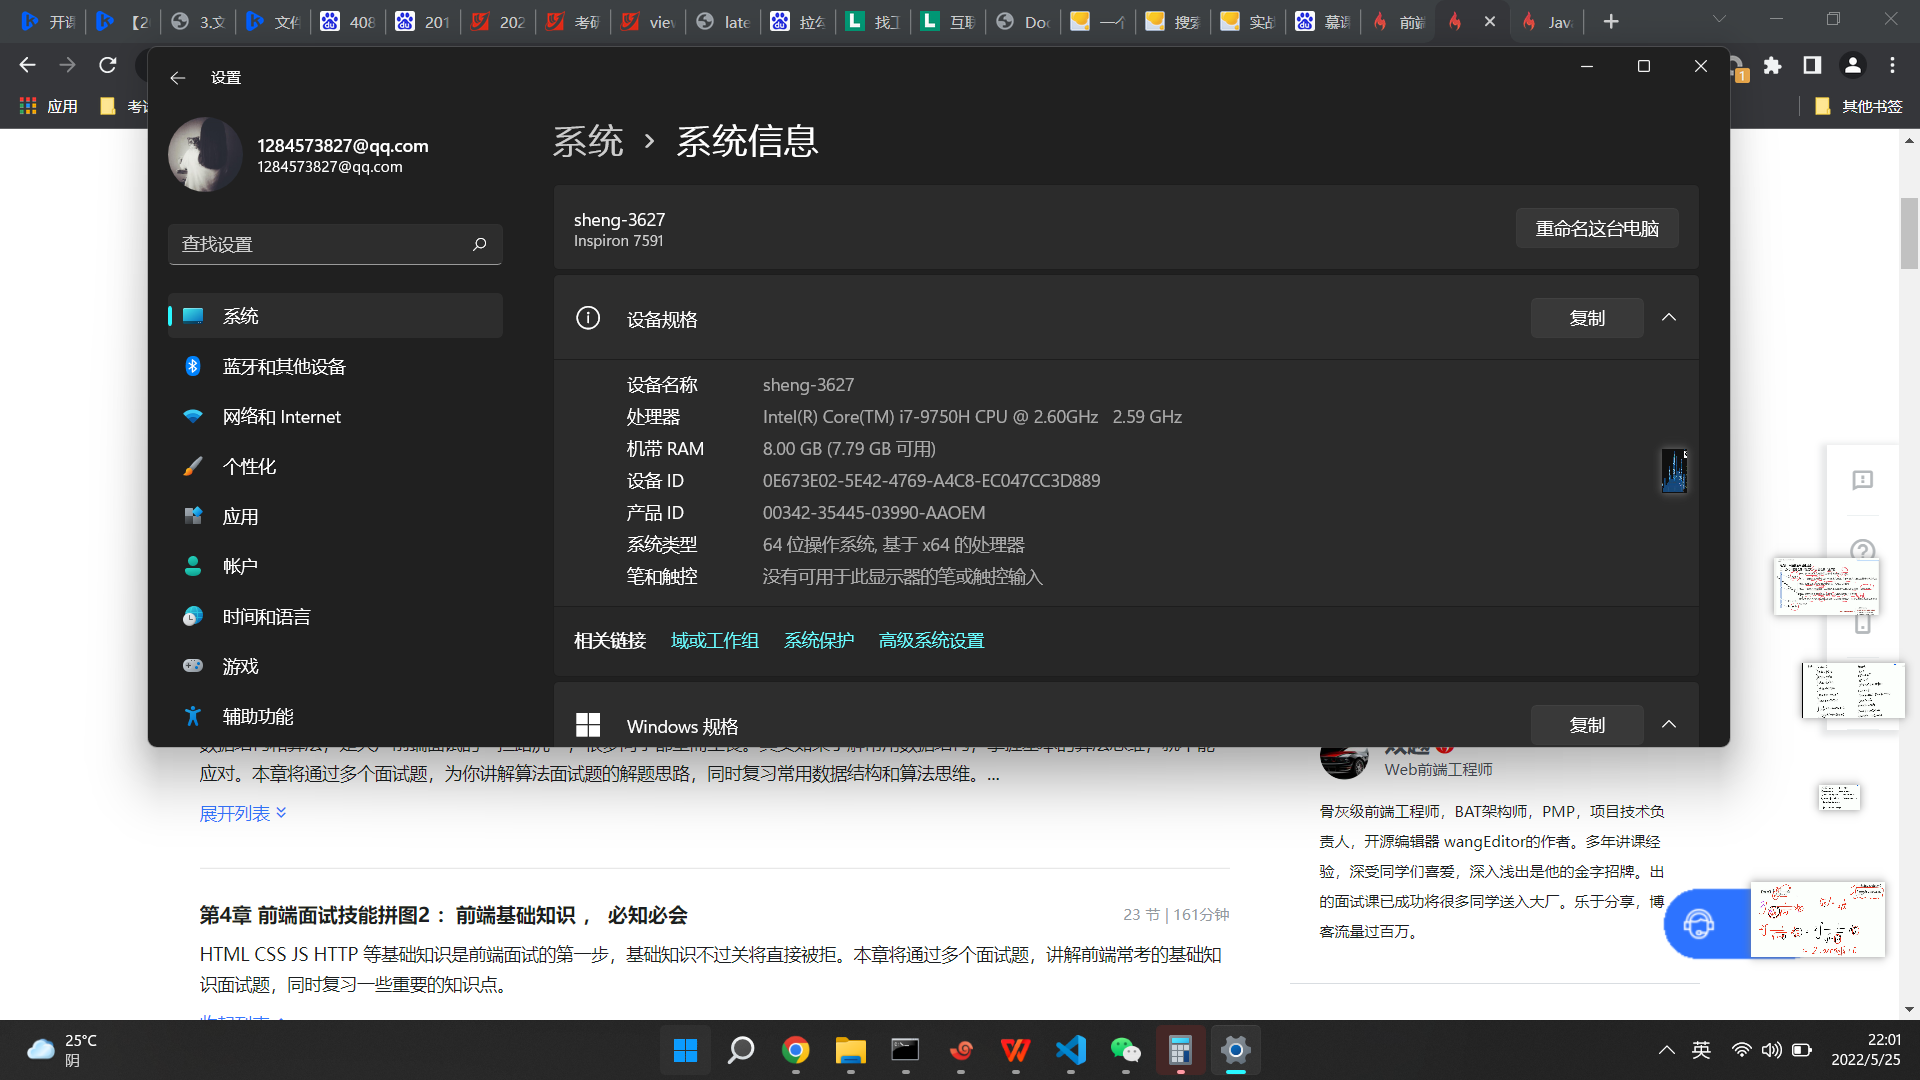 开课
【2
3.文
文件
408
201
202
考研
view
late
拉勾
找工
互联
Doc
一个
搜索
实战
慕课
前端
Java
应用
考试
其他书签
1
设置
1284573827@qq.com
1284573827@qq.com
查找设置
系统
蓝牙和其他设备
网络和 Internet
个性化
应用
帐户
时间和语言
游戏
辅助功能
系统 › 系统信息
sheng-3627
Inspiron 7591
重命名这台电脑
设备规格
复制
设备名称 sheng-3627
处理器 Intel(R) Core(TM) i7-9750H CPU @ 2.60GHz 2.59 GHz
机带 RAM 8.00 GB (7.79 GB 可用)
设备 ID 0E673E02-5E42-4769-A4C8-EC047CC3D889
产品 ID 00342-35445-03990-AAOEM
系统类型 64 位操作系统, 基于 x64 的处理器
笔和触控 没有可用于此显示器的笔或触控输入
相关链接 域或工作组 系统保护 高级系统设置
Windows 规格
复制
应对。本章将通过多个面试题，为你讲解算法面试题的解题思路，同时复习常用数据结构和算法思维。...
展开列表
第4章 前端面试技能拼图2 ：前端基础知识 ， 必知必会
23 节 | 161分钟
HTML CSS JS HTTP 等基础知识是前端面试的第一步，基础知识不过关将直接被拒。本章将通过多个面试题，讲解前端常考的基础知
识面试题，同时复习一些重要的知识点。
Web前端工程师
骨灰级前端工程师，BAT架构师，PMP，项目技术负
责人，开源编辑器 wangEditor的作者。多年讲课经
验，深受同学们喜爱，深入浅出是他的金字招牌。出
的面试课已成功将很多同学送入大厂。乐于分享，博
客流量过百万。
25°C
阴
英
22:01
2022/5/25